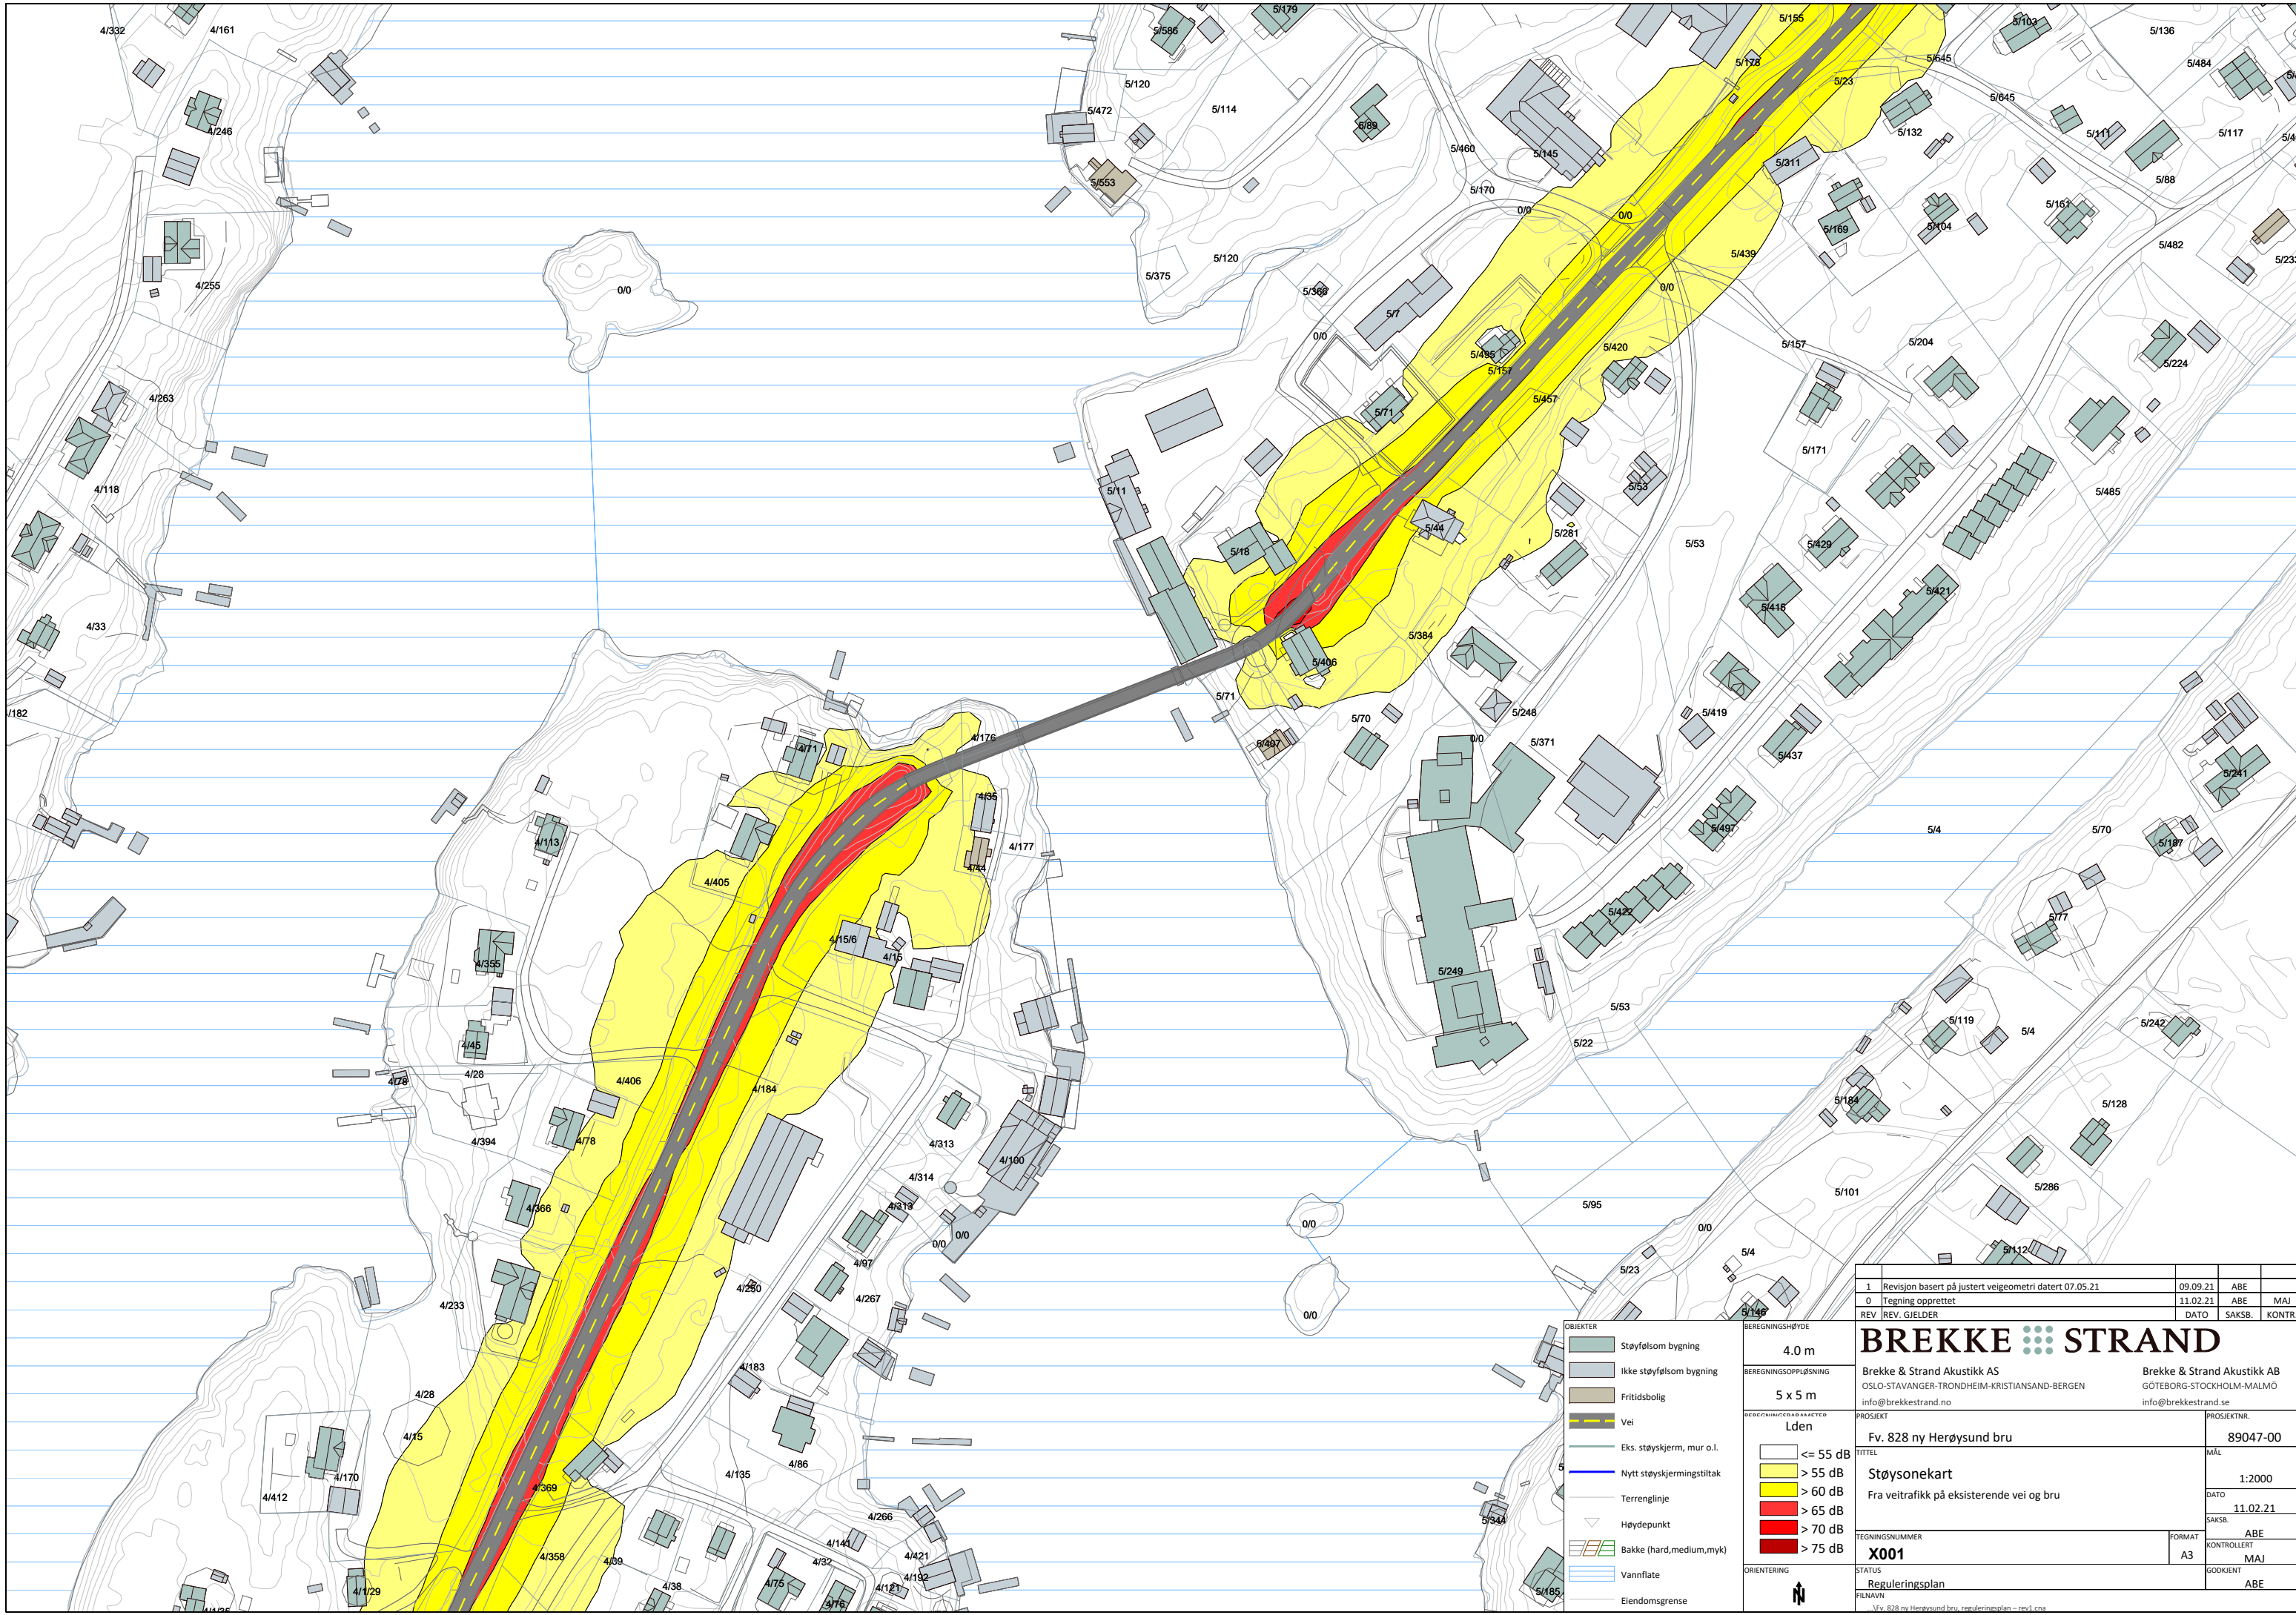 4/332
4/161
5/586
5/179
5/155
5/103
5/136
5/178
5/645
5/484
5/23
5/120
5/472
5/114
5/645
4/246
5/89
5/132
5/111
5/117
5/460
5/145
5/311
5/553
5/88
5/170
0/0
0/0
5/161
5/169
5/104
5/482
5/439
5/120
5/375
4/255
0/0
5/366
0/0
5/7
0/0
5/495
5/420
5/157
5/204
5/157
5/224
4/263
5/457
5/71
5/171
4/118
5/11
5/53
5/485
5/44
5/281
5/18
5/53
5/429
5/421
5/415
4/33
5/384
5/406
4/182
5/71
5/70
5/248
5/419
4/176
5/407
0/0
5/371
4/71
5/437
5/241
4/35
5/497
5/4
5/70
4/113
4/177
5/187
4/44
4/405
5/422
5/77
4/15/6
4/15
4/355
5/249
5/53
5/119
5/4
5/242
4/45
5/22
4/28
4/78
4/406
4/184
5/184
5/128
4/394
4/78
4/313
4/100
4/314
5/101
5/286
4/366
4/313
5/95
0/0
0/0
0/0
0/0
5/4
5/112
4/97
5/23
4/250
4/267
4/233
0/0
5/146
4/183
4/28
4/15
4/170
4/86
4/135
4/412
4/369
4/266
5/344
4/141
4/358
4/39
4/32
4/421
4/1/29
4/38
4/75
4/121
4/192
4/76
5/185
1 Revisjon basert på justert veigeometri datert 07.05.21 09.09.21 ABE
0 Tegning opprettet 11.02.21 ABE MAJ
REV REV. GJELDER DATO SAKSB. KONTR.
OBJEKTER
Støyfølsom bygning
Ikke støyfølsom bygning
Fritidsbolig
Vei
Eks. støyskjerm, mur o.l.
Nytt støyskjermingstiltak
Terrenglinje
Høydepunkt
Bakke (hard,medium,myk)
Vannflate
Eiendomsgrense
BEREGNINGSHØYDE
4.0 m
BEREGNINGSOPPLØSNING
5 x 5 m
BEREGNINGSPARAMETER
Lden
<= 55 dB
> 55 dB
> 60 dB
> 65 dB
> 70 dB
> 75 dB
ORIENTERING
N
BREKKE STRAND
Brekke & Strand Akustikk AS
OSLO-STAVANGER-TRONDHEIM-KRISTIANSAND-BERGEN
info@brekkestrand.no
Brekke & Strand Akustikk AB
GÖTEBORG-STOCKHOLM-MALMÖ
info@brekkestrand.se
PROSJEKT
Fv. 828 ny Herøysund bru
PROSJEKTNR.
89047-00
TITTEL
Støysonekart
Fra veitrafikk på eksisterende vei og bru
MÅL
1:2000
DATO
11.02.21
SAKSB.
ABE
TEGNINGSNUMMER
X001
FORMAT
A3
KONTROLLERT
MAJ
STATUS
Reguleringsplan
GODKJENT
ABE
FILNAVN
...\Fv. 828 ny Herøysund bru, reguleringsplan – rev1.cna